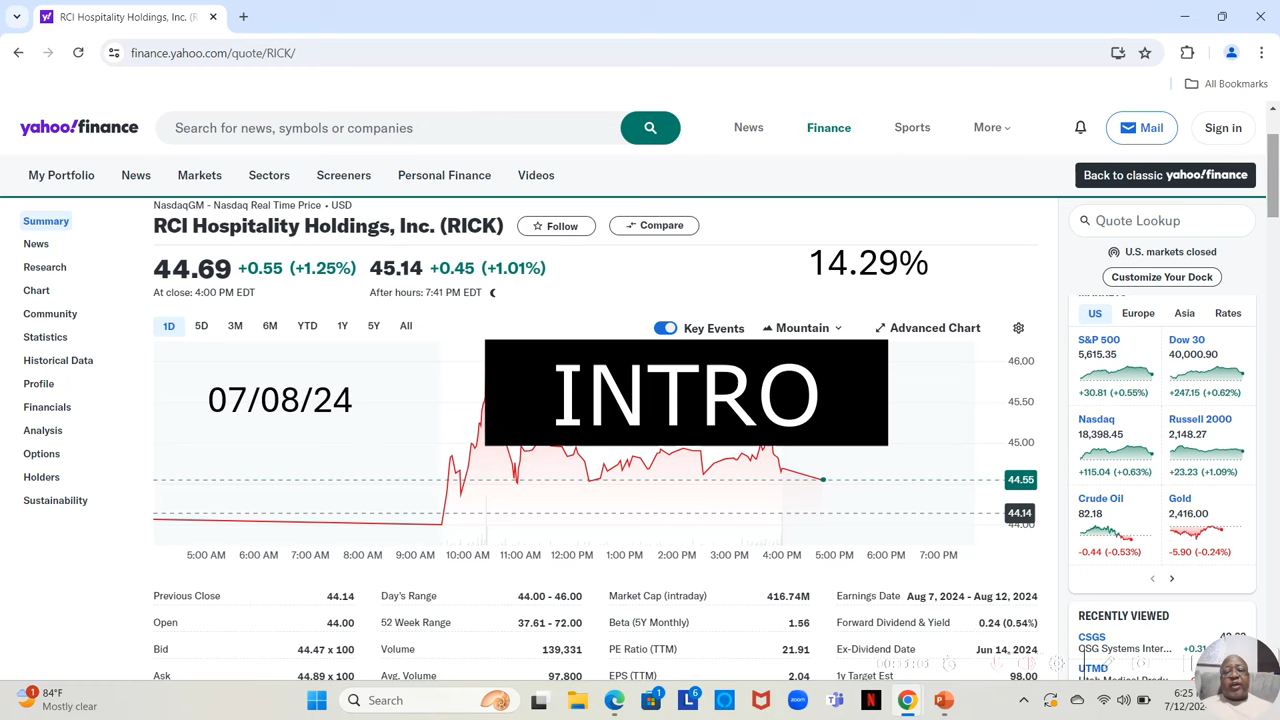 RCI Hospitality Holdings, Inc. (R
finance.yahoo.com/quote/RICK/
All Bookmarks
yahoo!finance
Search for news, symbols or companies
News
Finance
Sports
More
Mail
Sign in
My Portfolio
News
Markets
Sectors
Screeners
Personal Finance
Videos
Back to classic yahoo!finance
Summary
News
Research
Chart
Community
Statistics
Historical Data
Profile
Financials
Analysis
Options
Holders
Sustainability
NasdaqGM - Nasdaq Real Time Price • USD
RCI Hospitality Holdings, Inc. (RICK)
Follow
Compare
44.69 +0.55 (+1.25%)
At close: 4:00 PM EDT
45.14 +0.45 (+1.01%)
After hours: 7:41 PM EDT
14.29%
1D 5D 3M 6M YTD 1Y 5Y All
Key Events
Mountain
Advanced Chart
07/08/24
INTRO
46.00
45.50
45.00
44.55
44.14
44.00
5:00 AM 6:00 AM 7:00 AM 8:00 AM 9:00 AM 10:00 AM 11:00 AM 12:00 PM 1:00 PM 2:00 PM 3:00 PM 4:00 PM 5:00 PM 6:00 PM 7:00 PM
Previous Close 44.14
Open 44.00
Bid 44.47 x 100
Ask 44.89 x 100
Day's Range 44.00 - 46.00
52 Week Range 37.61 - 72.00
Volume 139,331
Avg. Volume 97,800
Market Cap (intraday) 416.74M
Beta (5Y Monthly) 1.56
PE Ratio (TTM) 21.91
EPS (TTM) 2.04
Earnings Date Aug 7, 2024 - Aug 12, 2024
Forward Dividend & Yield 0.24 (0.54%)
Ex-Dividend Date Jun 14, 2024
1y Target Est 98.00
Quote Lookup
U.S. markets closed
Customize Your Dock
US Europe Asia Rates
S&P 500
5,615.35
+30.81 (+0.55%)
Dow 30
40,000.90
+247.15 (+0.62%)
Nasdaq
18,398.45
+115.04 (+0.63%)
Russell 2000
2,148.27
+23.23 (+1.09%)
Crude Oil
82.18
-0.44 (-0.53%)
Gold
2,416.00
-5.90 (-0.24%)
RECENTLY VIEWED
CSGS
CSG Systems Inter...
UTMD
1
84°F
Mostly clear
Search
1
6
6:25
7/12/